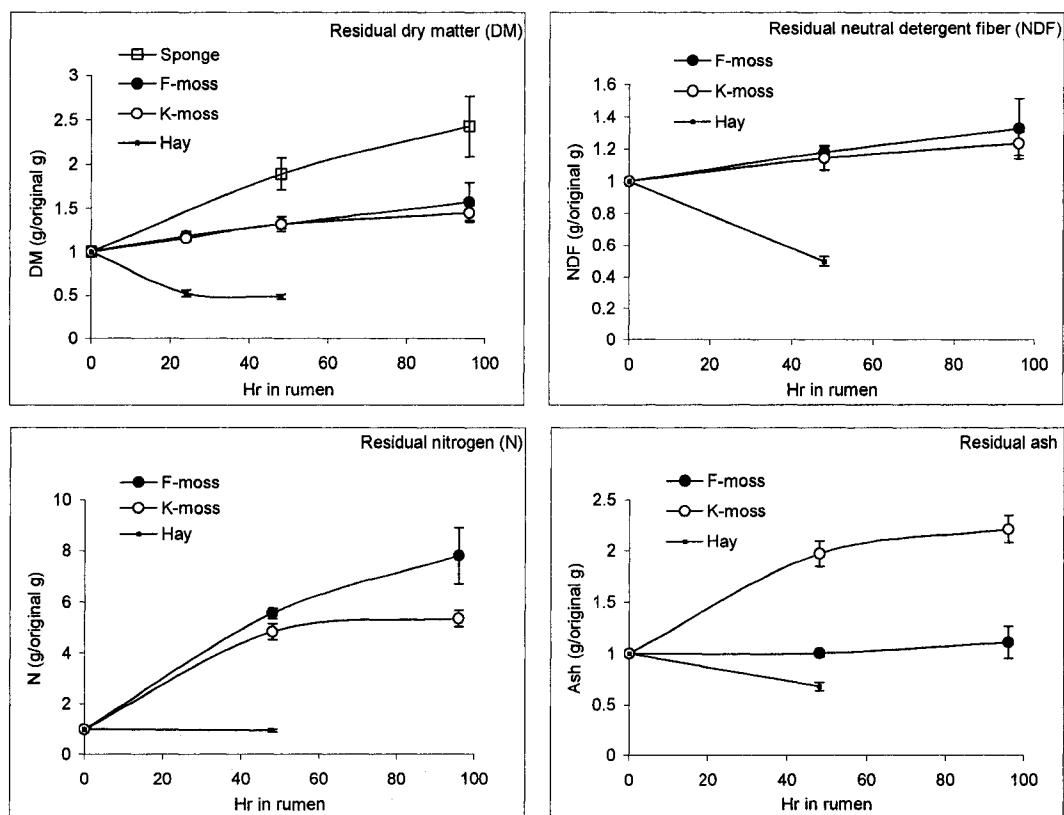 Residual dry matter (DM)
Sponge
F-moss
K-moss
Hay
DM (g/original g)
3
2.5
2
1.5
1
0.5
0
0 20 40 60 80 100
Hr in rumen
Residual neutral detergent fiber (NDF)
F-moss
K-moss
Hay
NDF (g/original g)
1.6
1.4
1.2
1
0.8
0.6
0.4
0.2
0
0 20 40 60 80 100
Hr in rumen
Residual nitrogen (N)
F-moss
K-moss
Hay
N (g/original g)
10
8
6
4
2
0
0 20 40 60 80 100
Hr in rumen
Residual ash
F-moss
K-moss
Hay
Ash (g/original g)
2.5
2
1.5
1
0.5
0
0 20 40 60 80 100
Hr in rumen